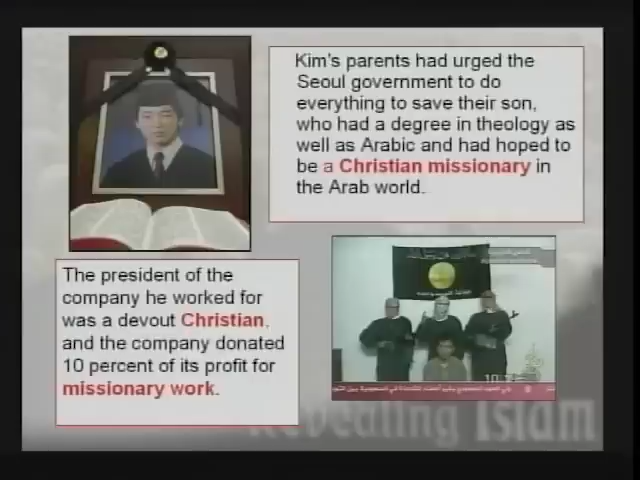 Kim's parents had urged the
Seoul government to do
everything to save their son,
who had a degree in theology as
well as Arabic and had hoped to
be a Christian missionary in
the Arab world.
The president of the
company he worked for
was a devout Christian,
and the company donated
10 percent of its profit for
missionary work.
Revealing Islam